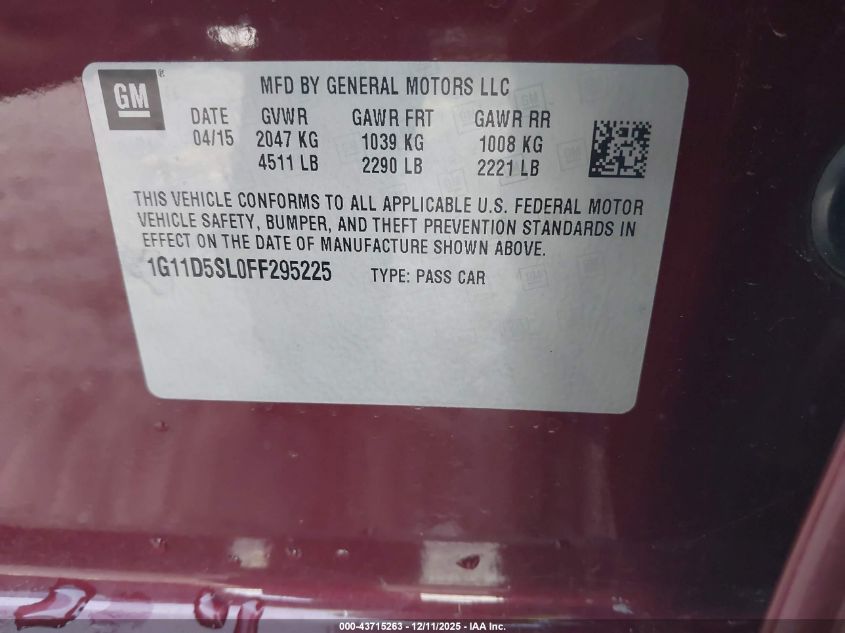 GM
®
MFD BY GENERAL MOTORS LLC
DATE GVWR GAWR FRT GAWR RR
04/15 2047 KG 1039 KG 1008 KG
4511 LB 2290 LB 2221 LB
THIS VEHICLE CONFORMS TO ALL APPLICABLE U.S. FEDERAL MOTOR
VEHICLE SAFETY, BUMPER, AND THEFT PREVENTION STANDARDS IN
EFFECT ON THE DATE OF MANUFACTURE SHOWN ABOVE.
1G11D5SL0FF295225 TYPE: PASS CAR
000-43715263 - 12/11/2025 - IAA Inc.